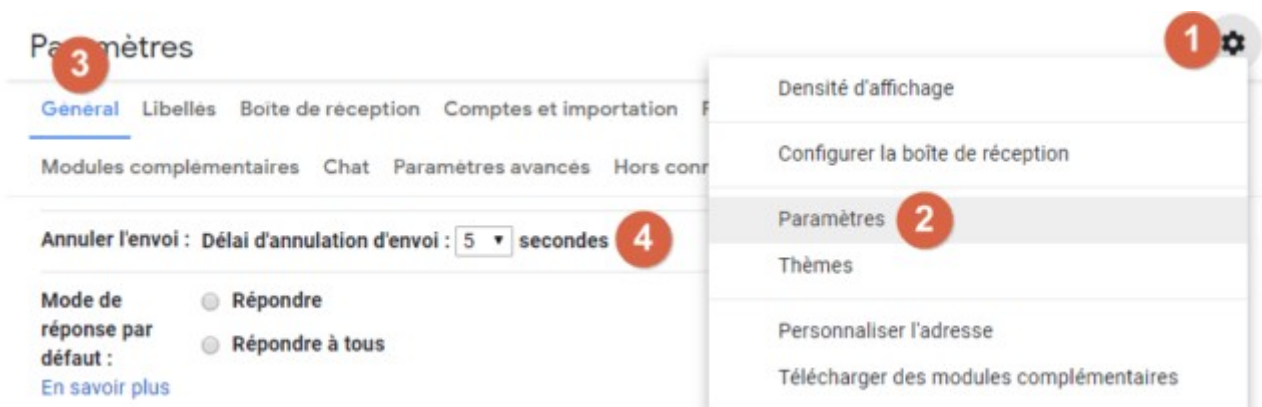 Paramètres
3
1
Général Libellés Boîte de réception Comptes et importation
Modules complémentaires Chat Paramètres avancés Hors conn
Annuler l'envoi : Délai d'annulation d'envoi : 5 secondes 4
Mode de réponse par défaut :
Répondre
Répondre à tous
En savoir plus
Densité d'affichage
Configurer la boîte de réception
Paramètres 2
Thèmes
Personnaliser l'adresse
Télécharger des modules complémentaires